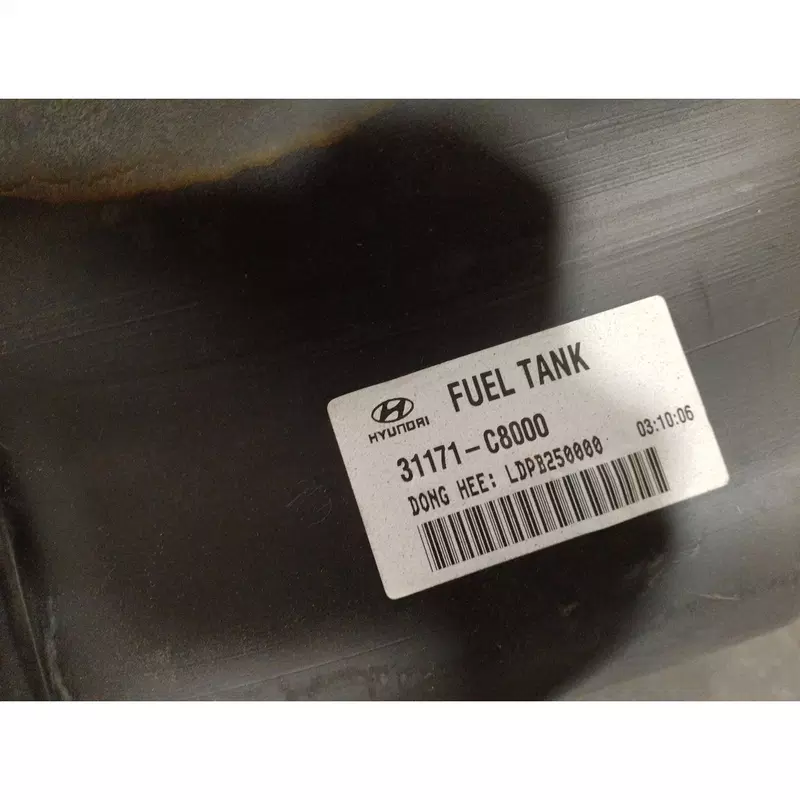 FUEL TANK
HYUNDAI
31171-C8000
03:10:06
DONG HEE: LDPB250000